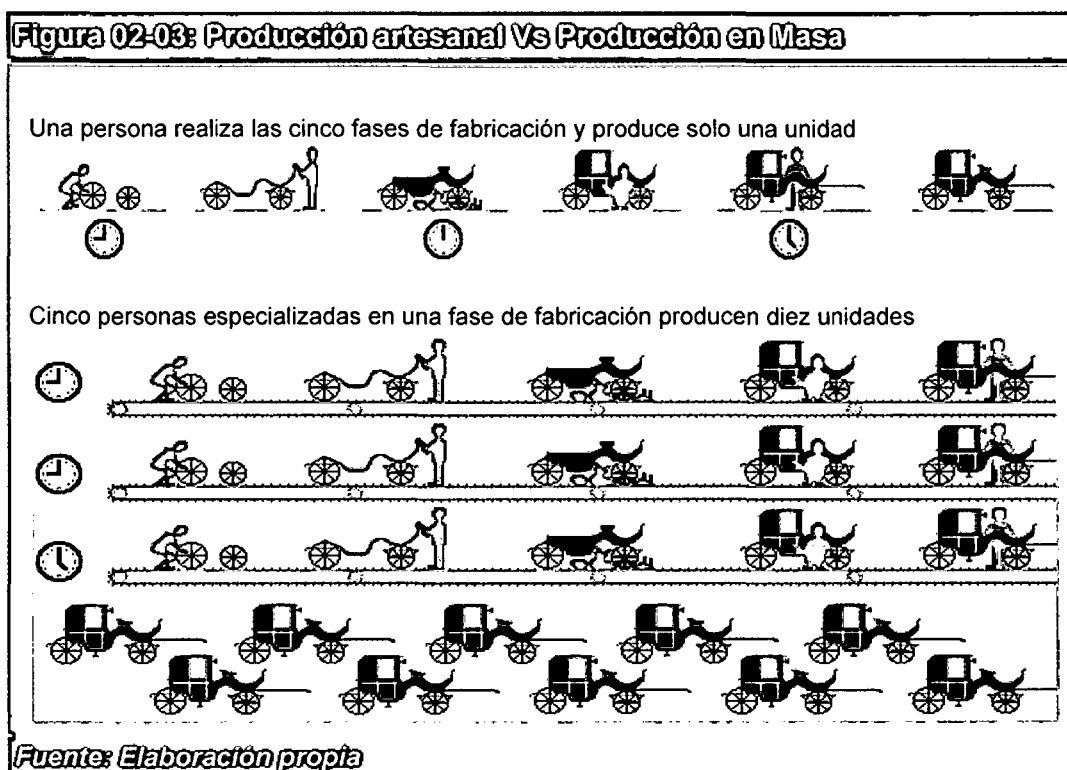 Figura 02-03: Producción artesanal Vs Producción en Masa
Una persona realiza las cinco fases de fabricación y produce solo una unidad
Cinco personas especializadas en una fase de fabricación producen diez unidades
Fuente: Elaboración propia